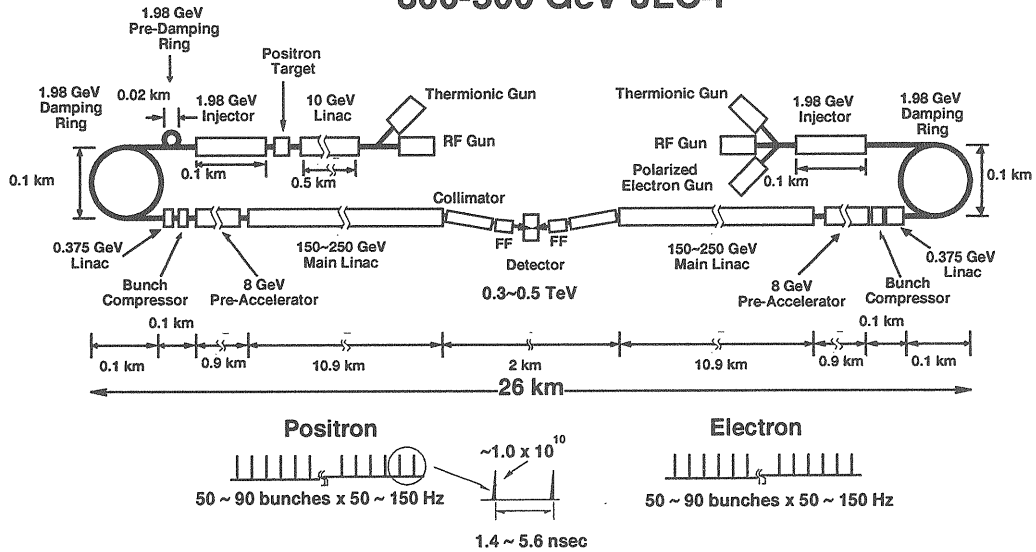 1.98 GeV
Pre-Damping
Ring
Positron
Target
1.98 GeV
Damping
Ring
0.02 km
1.98 GeV
Injector
10 GeV
Linac
Thermionic Gun
RF Gun
Thermionic Gun
RF Gun
Polarized
Electron Gun
1.98 GeV
Injector
1.98 GeV
Damping
Ring
0.1 km
0.1 km
0.5 km
0.1 km
0.1 km
Collimator
FF
FF
Detector
0.3~0.5 TeV
0.375 GeV
Linac
Bunch
Compressor
8 GeV
Pre-Accelerator
150~250 GeV
Main Linac
150~250 GeV
Main Linac
8 GeV
Pre-Accelerator
Bunch
Compressor
0.375 GeV
Linac
0.1 km
0.1 km
0.1 km
0.9 km
10.9 km
2 km
10.9 km
0.9 km
0.1 km
26 km
Positron
Electron
~1.0 x 10^10
50 ~ 90 bunches x 50 ~ 150 Hz
50 ~ 90 bunches x 50 ~ 150 Hz
1.4 ~ 5.6 nsec